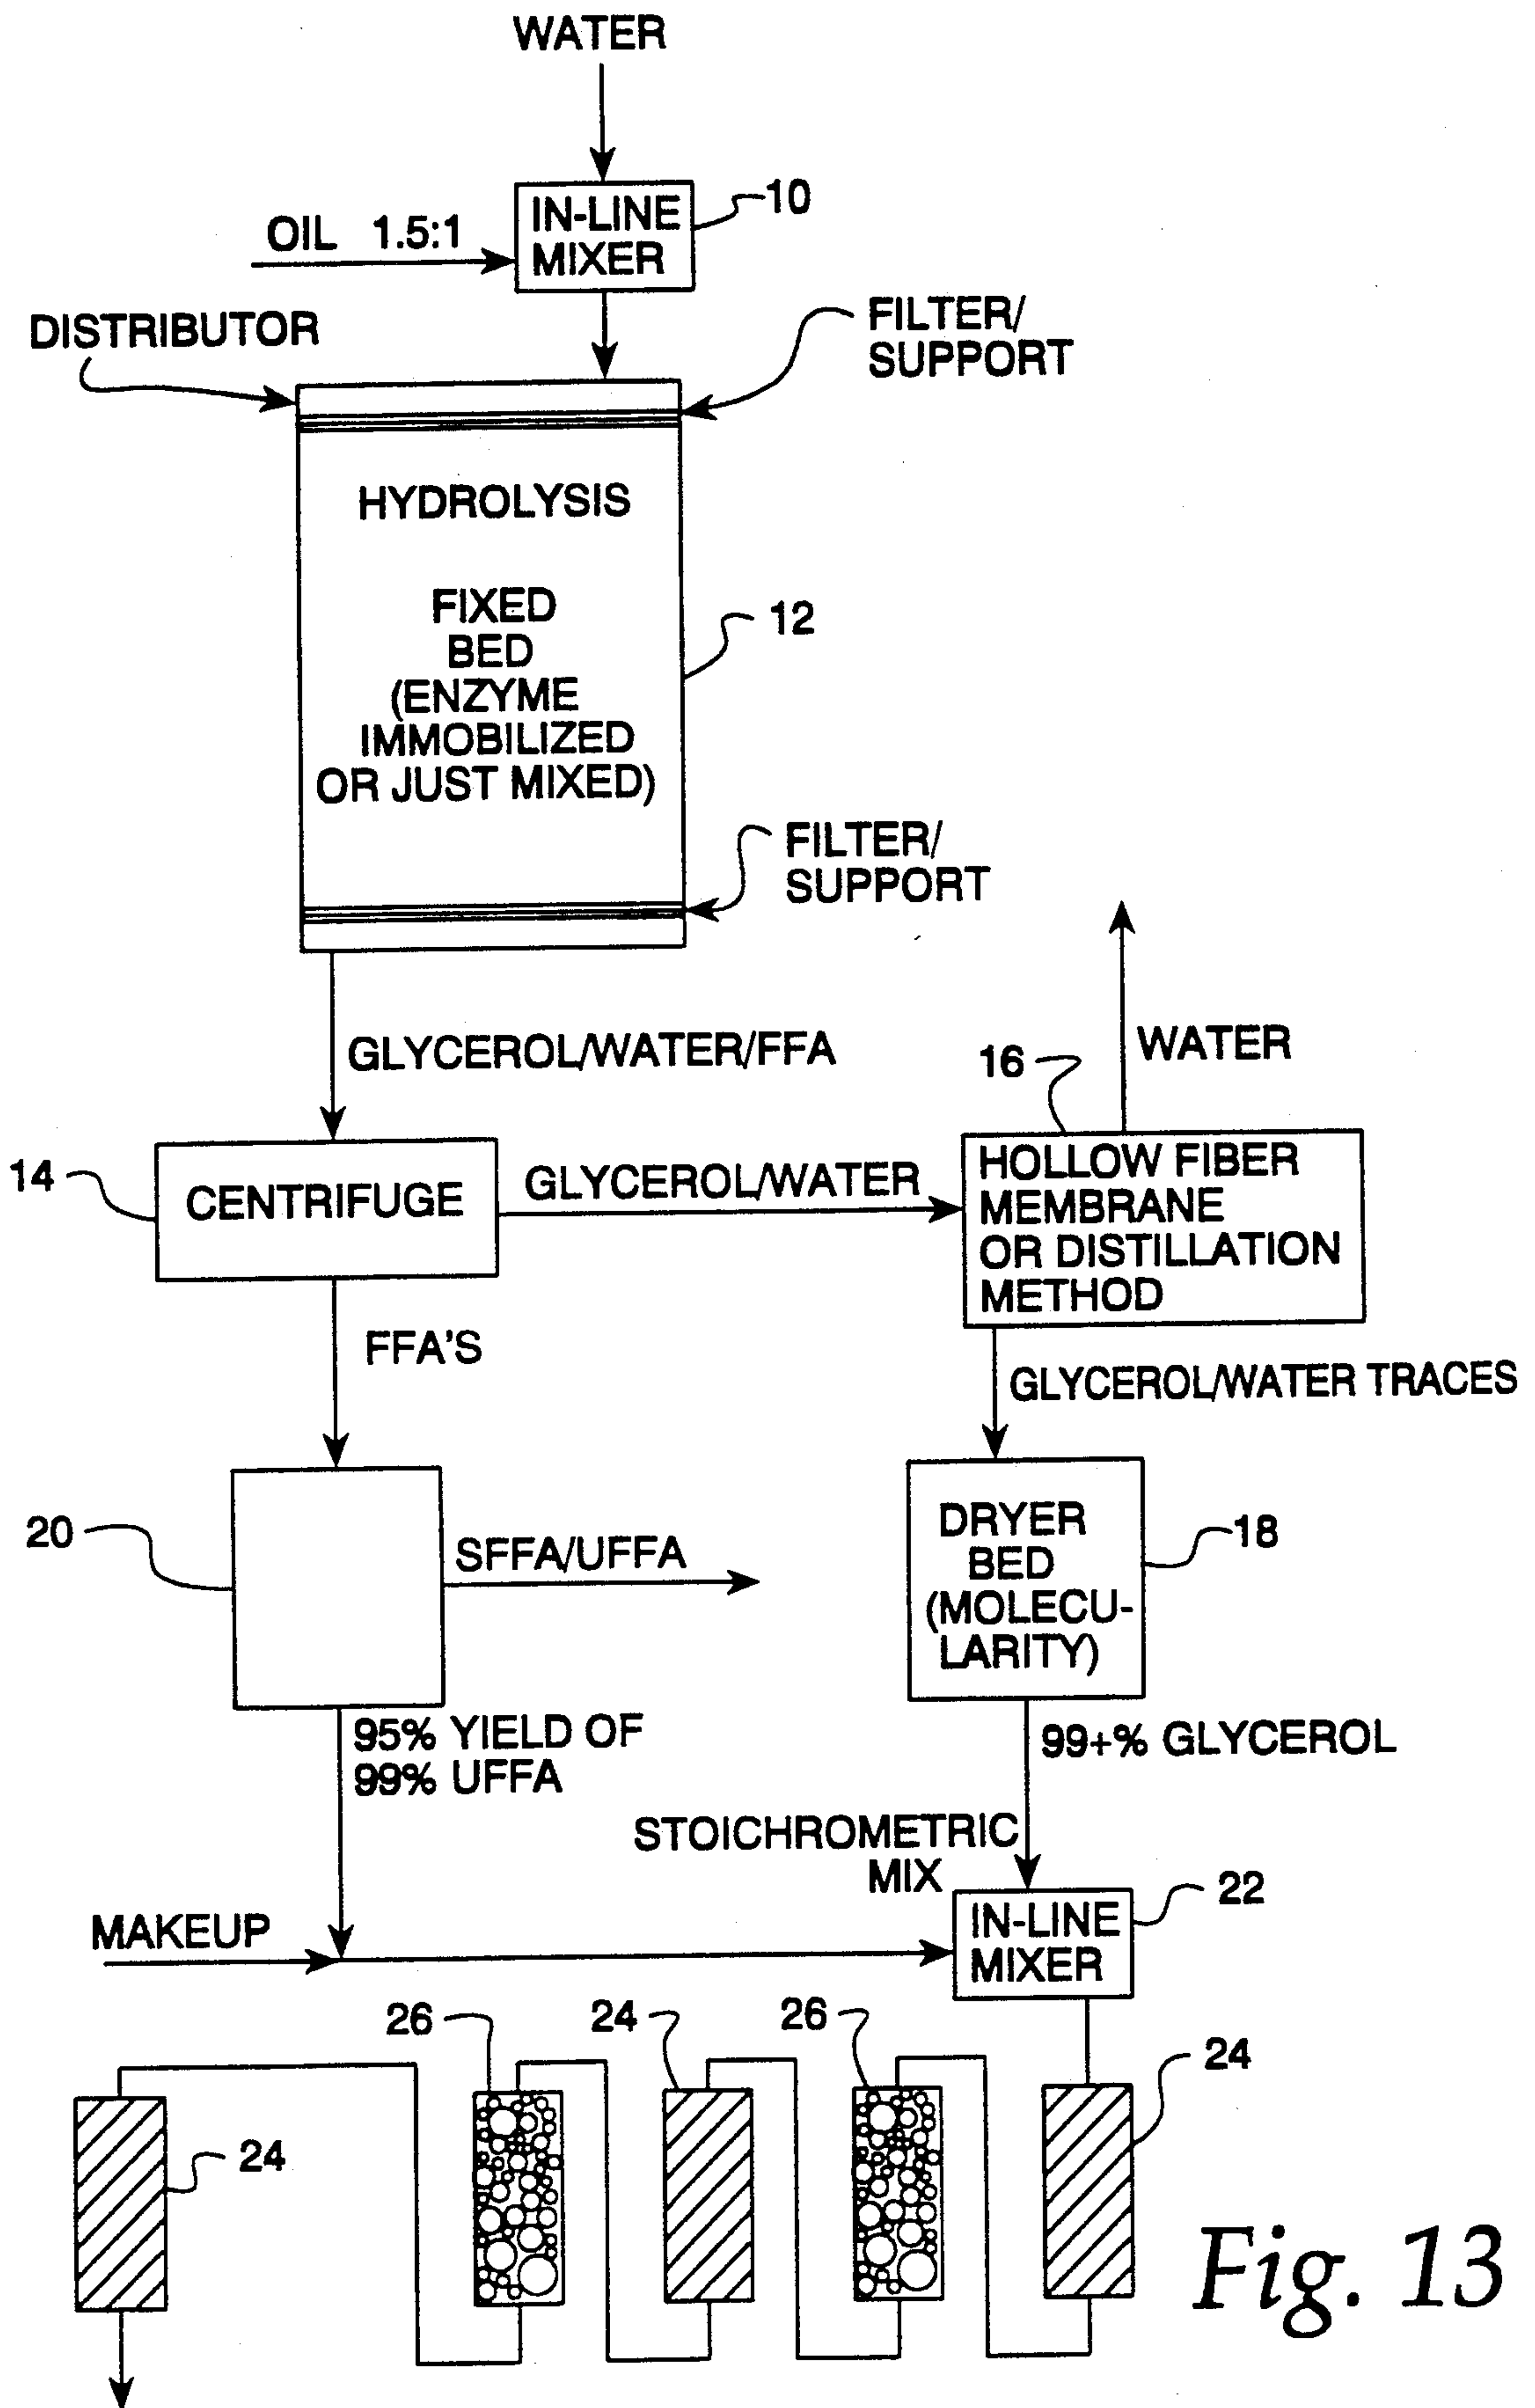 WATER
10
IN-LINE
MIXER
OIL 1.5:1
DISTRIBUTOR
FILTER/
SUPPORT
HYDROLYSIS
FIXED
BED
(ENZYME
IMMOBILIZED
OR JUST MIXED)
12
FILTER/
SUPPORT
GLYCEROL/WATER/FFA
WATER
16
14
CENTRIFUGE
GLYCEROL/WATER
HOLLOW FIBER
MEMBRANE
OR DISTILLATION
METHOD
FFA'S
GLYCEROL/WATER TRACES
20
SFFA/UFFA
DRYER
BED
(MOLECU-
LARITY)
18
95% YIELD OF
99% UFFA
99+% GLYCEROL
STOICHROMETRIC
MIX
22
MAKEUP
IN-LINE
MIXER
26
24
26
24
24
Fig. 13